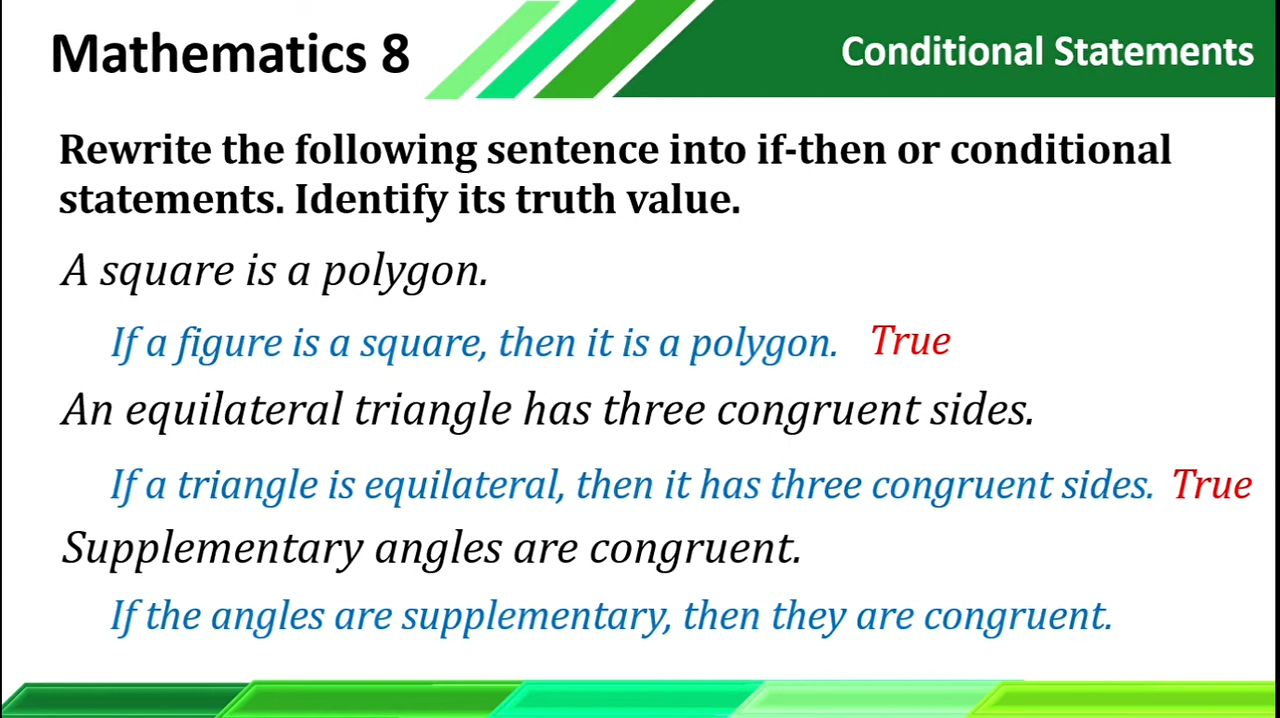 Mathematics 8
Conditional Statements
Rewrite the following sentence into if-then or conditional
statements. Identify its truth value.
A square is a polygon.
If a figure is a square, then it is a polygon. True
An equilateral triangle has three congruent sides.
If a triangle is equilateral, then it has three congruent sides. True
Supplementary angles are congruent.
If the angles are supplementary, then they are congruent.